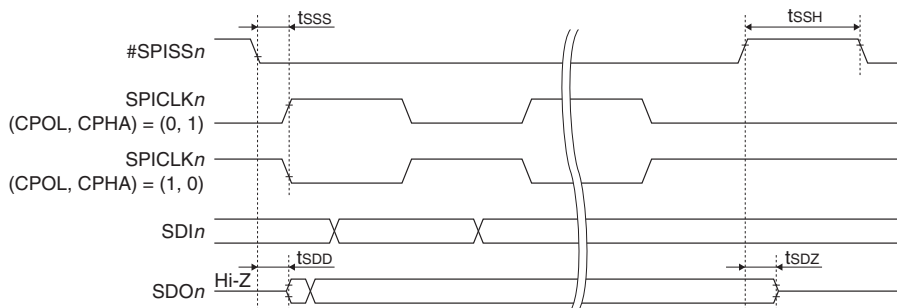 tSSS
tSSH
#SPISSn
SPICLKn
(CPOL, CPHA) = (0, 1)
SPICLKn
(CPOL, CPHA) = (1, 0)
SDIn
tSDD
tSDZ
Hi-Z
SDOn